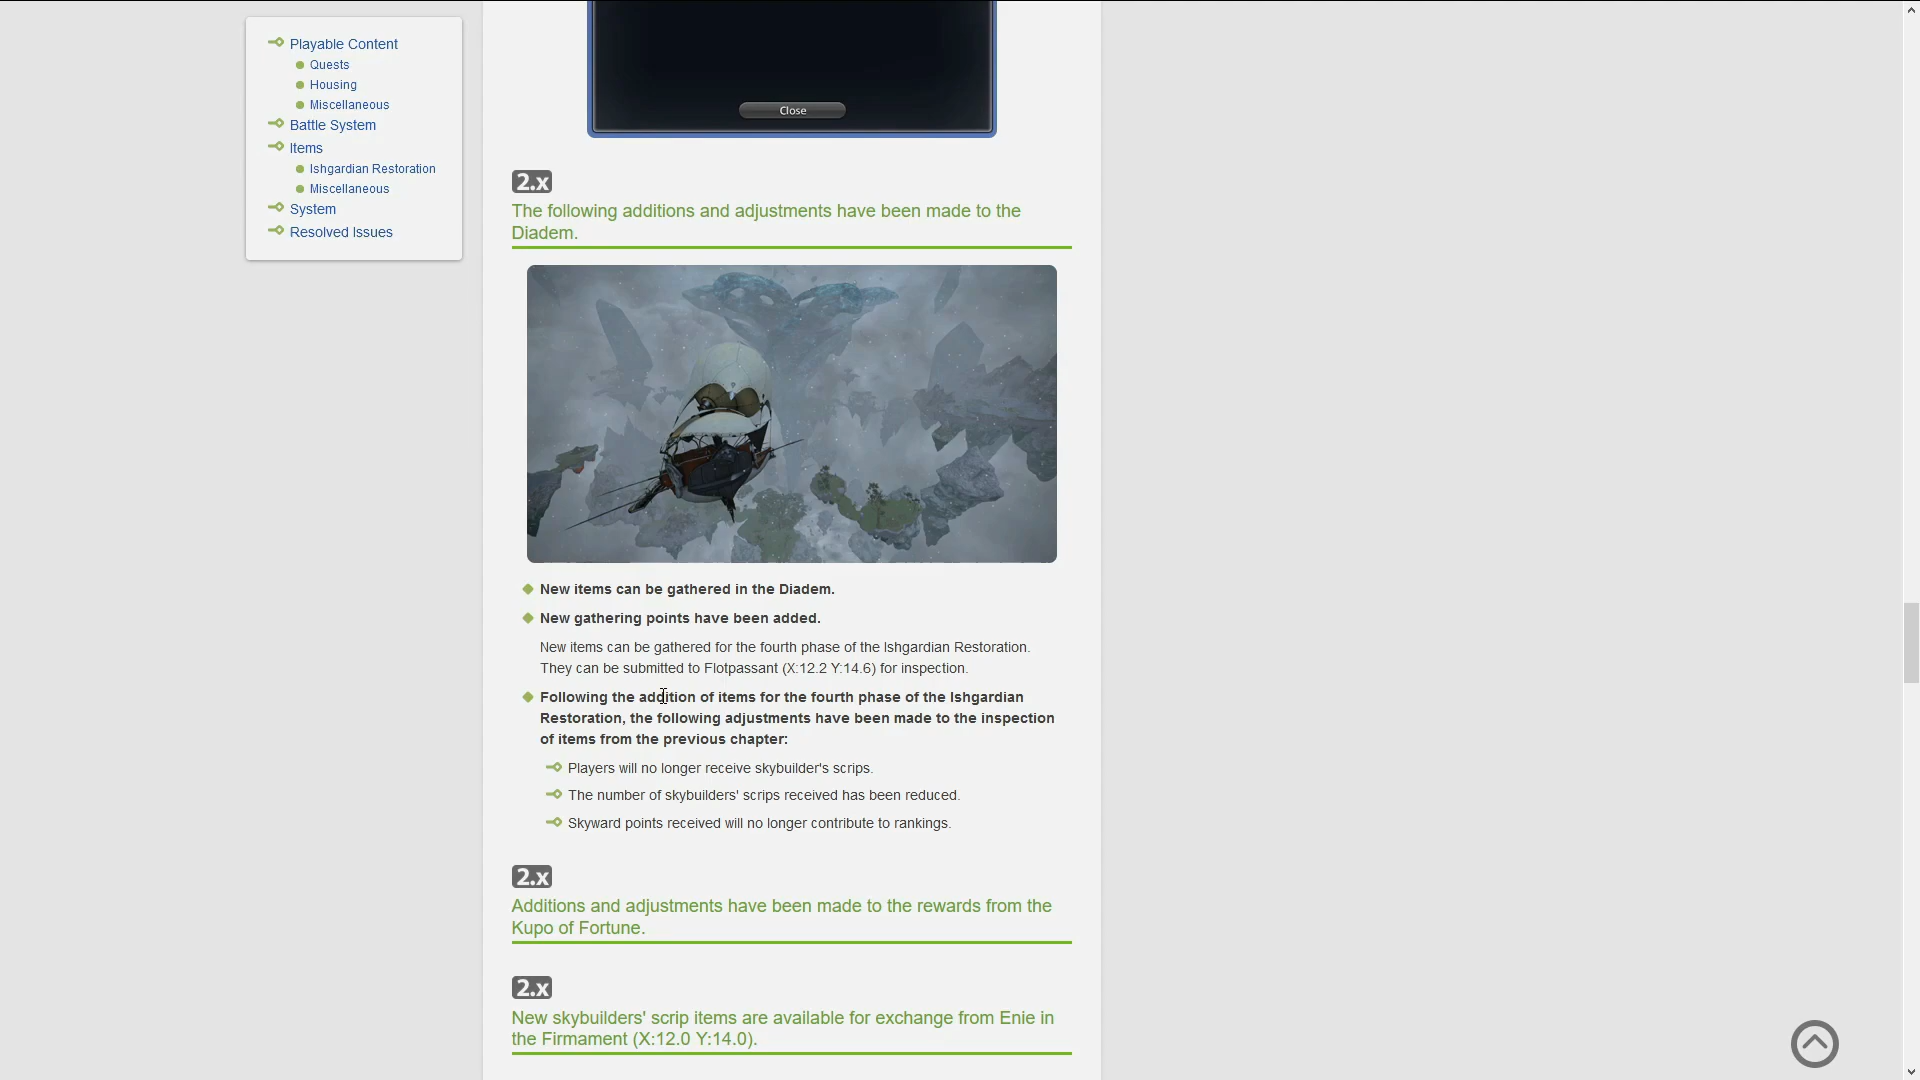 Playable Content
Quests
Housing
Miscellaneous
Battle System
Items
Ishgardian Restoration
Miscellaneous
System
Resolved Issues
Close
2.x
The following additions and adjustments have been made to the
Diadem.
New items can be gathered in the Diadem.
New gathering points have been added.
New items can be gathered for the fourth phase of the Ishgardian Restoration.
They can be submitted to Flotpassant (X:12.2 Y:14.6) for inspection.
Following the addition of items for the fourth phase of the Ishgardian
Restoration, the following adjustments have been made to the inspection
of items from the previous chapter:
Players will no longer receive skybuilder's scrips.
The number of skybuilders' scrips received has been reduced.
Skyward points received will no longer contribute to rankings.
2.x
Additions and adjustments have been made to the rewards from the
Kupo of Fortune.
2.x
New skybuilders' scrip items are available for exchange from Enie in
the Firmament (X:12.0 Y:14.0).